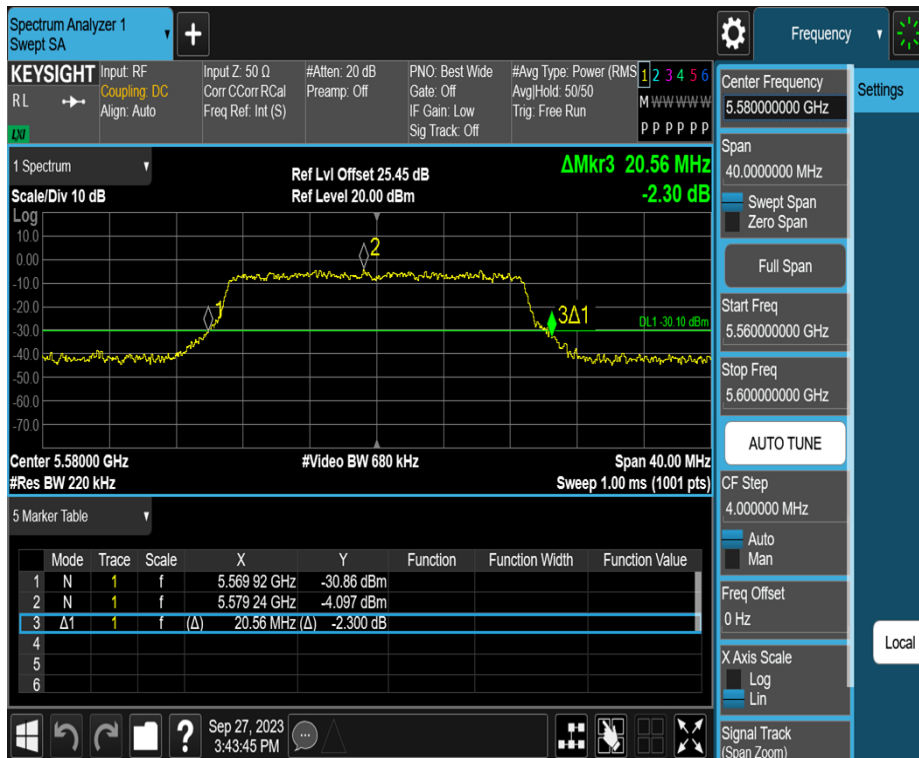 Spectrum Analyzer 1
Swept SA
+
Frequency
KEYSIGHT
R L
LXI
Input: RF
Coupling: DC
Align: Auto
Input Z: 50 Ω
Corr CCorr RCal
Freq Ref: Int (S)
#Atten: 20 dB
Preamp: Off
PNO: Best Wide
Gate: Off
IF Gain: Low
Sig Track: Off
#Avg Type: Power (RMS
Avg|Hold: 50/50
Trig: Free Run
1 2 3 4 5 6
M W W W W W
P P P P P P
1 Spectrum
Scale/Div 10 dB
Ref Lvl Offset 25.45 dB
Ref Level 20.00 dBm
ΔMkr3 20.56 MHz
-2.30 dB
Log
10.0
0.00
-10.0
-20.0
-30.0
-40.0
-50.0
-60.0
-70.0
1
2
3Δ1
DL1 -30.10 dBm
Center 5.58000 GHz
#Video BW 680 kHz
Span 40.00 MHz
#Res BW 220 kHz
Sweep 1.00 ms (1001 pts)
5 Marker Table
Mode Trace Scale X Y Function Function Width Function Value
1 N 1 f 5.569 92 GHz -30.86 dBm
2 N 1 f 5.579 24 GHz -4.097 dBm
3 Δ1 1 f (Δ) 20.56 MHz (Δ) -2.300 dB
4
5
6
?
Sep 27, 2023
3:43:45 PM
Center Frequency
5.580000000 GHz
Span
40.0000000 MHz
Swept Span
Zero Span
Full Span
Start Freq
5.560000000 GHz
Stop Freq
5.600000000 GHz
AUTO TUNE
CF Step
4.000000 MHz
Auto
Man
Freq Offset
0 Hz
X Axis Scale
Log
Lin
Signal Track
(Span Zoom)
Settings
Local